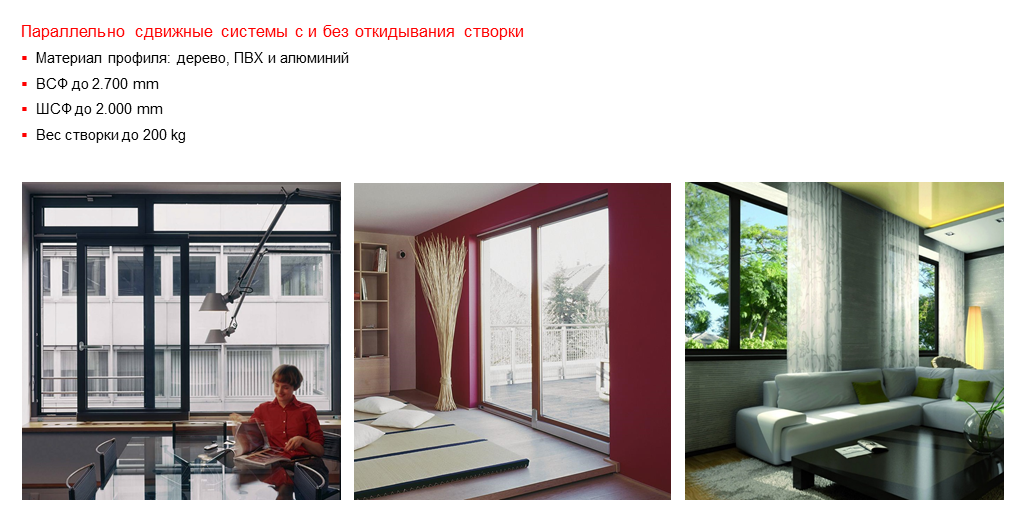 Параллельно сдвижные системы с и без откидывания створки
▪ Материал профиля: дерево, ПВХ и алюминий
▪ ВСФ до 2.700 mm
▪ ШСФ до 2.000 mm
▪ Вес створки до 200 kg